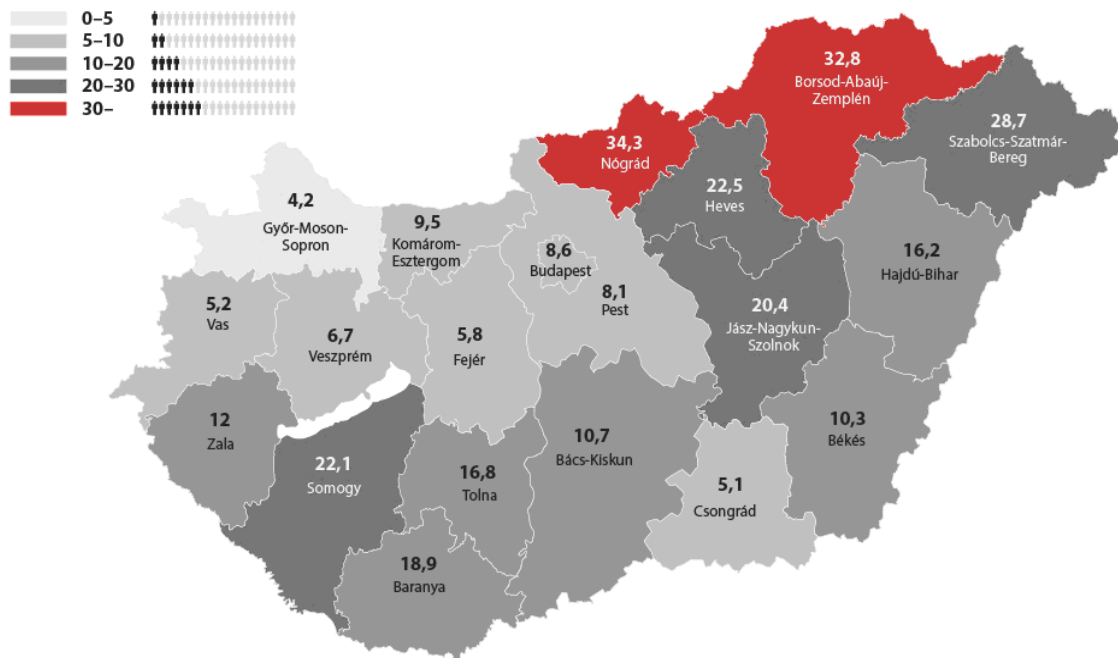 0–5
5–10
10–20
20–30
30–
32,8
Borsod-Abaúj-
Zemplén
28,7
Szabolcs-Szatmár-
Bereg
34,3
Nógrád
22,5
Heves
4,2
Győr-Moson-
Sopron
9,5
Komárom-
Esztergom
8,6
Budapest
8,1
Pest
16,2
Hajdú-Bihar
5,2
Vas
6,7
Veszprém
5,8
Fejér
20,4
Jász-Nagykun-
Szolnok
12
Zala
22,1
Somogy
16,8
Tolna
10,7
Bács-Kiskun
10,3
Békés
5,1
Csongrád
18,9
Baranya